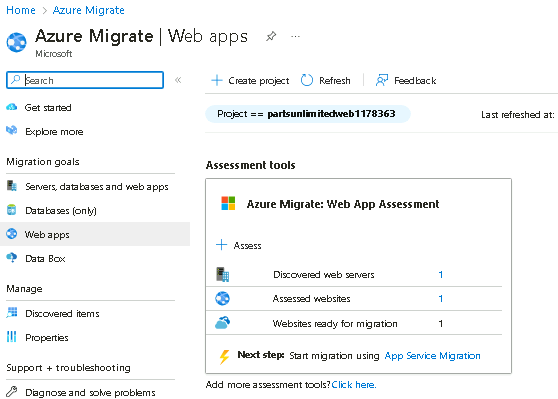 Home > Azure Migrate
Azure Migrate | Web apps
Microsoft
Search
Create project
Refresh
Feedback
Get started
Explore more
Project == partsunlimitedweb1178363
Last refreshed at:
Migration goals
Servers, databases and web apps
Databases (only)
Web apps
Data Box
Manage
Discovered items
Properties
Support + troubleshooting
Diagnose and solve problems
Assessment tools
Azure Migrate: Web App Assessment
Assess
Discovered web servers 1
Assessed websites 1
Websites ready for migration 1
Next step: Start migration using App Service Migration
Add more assessment tools? Click here.